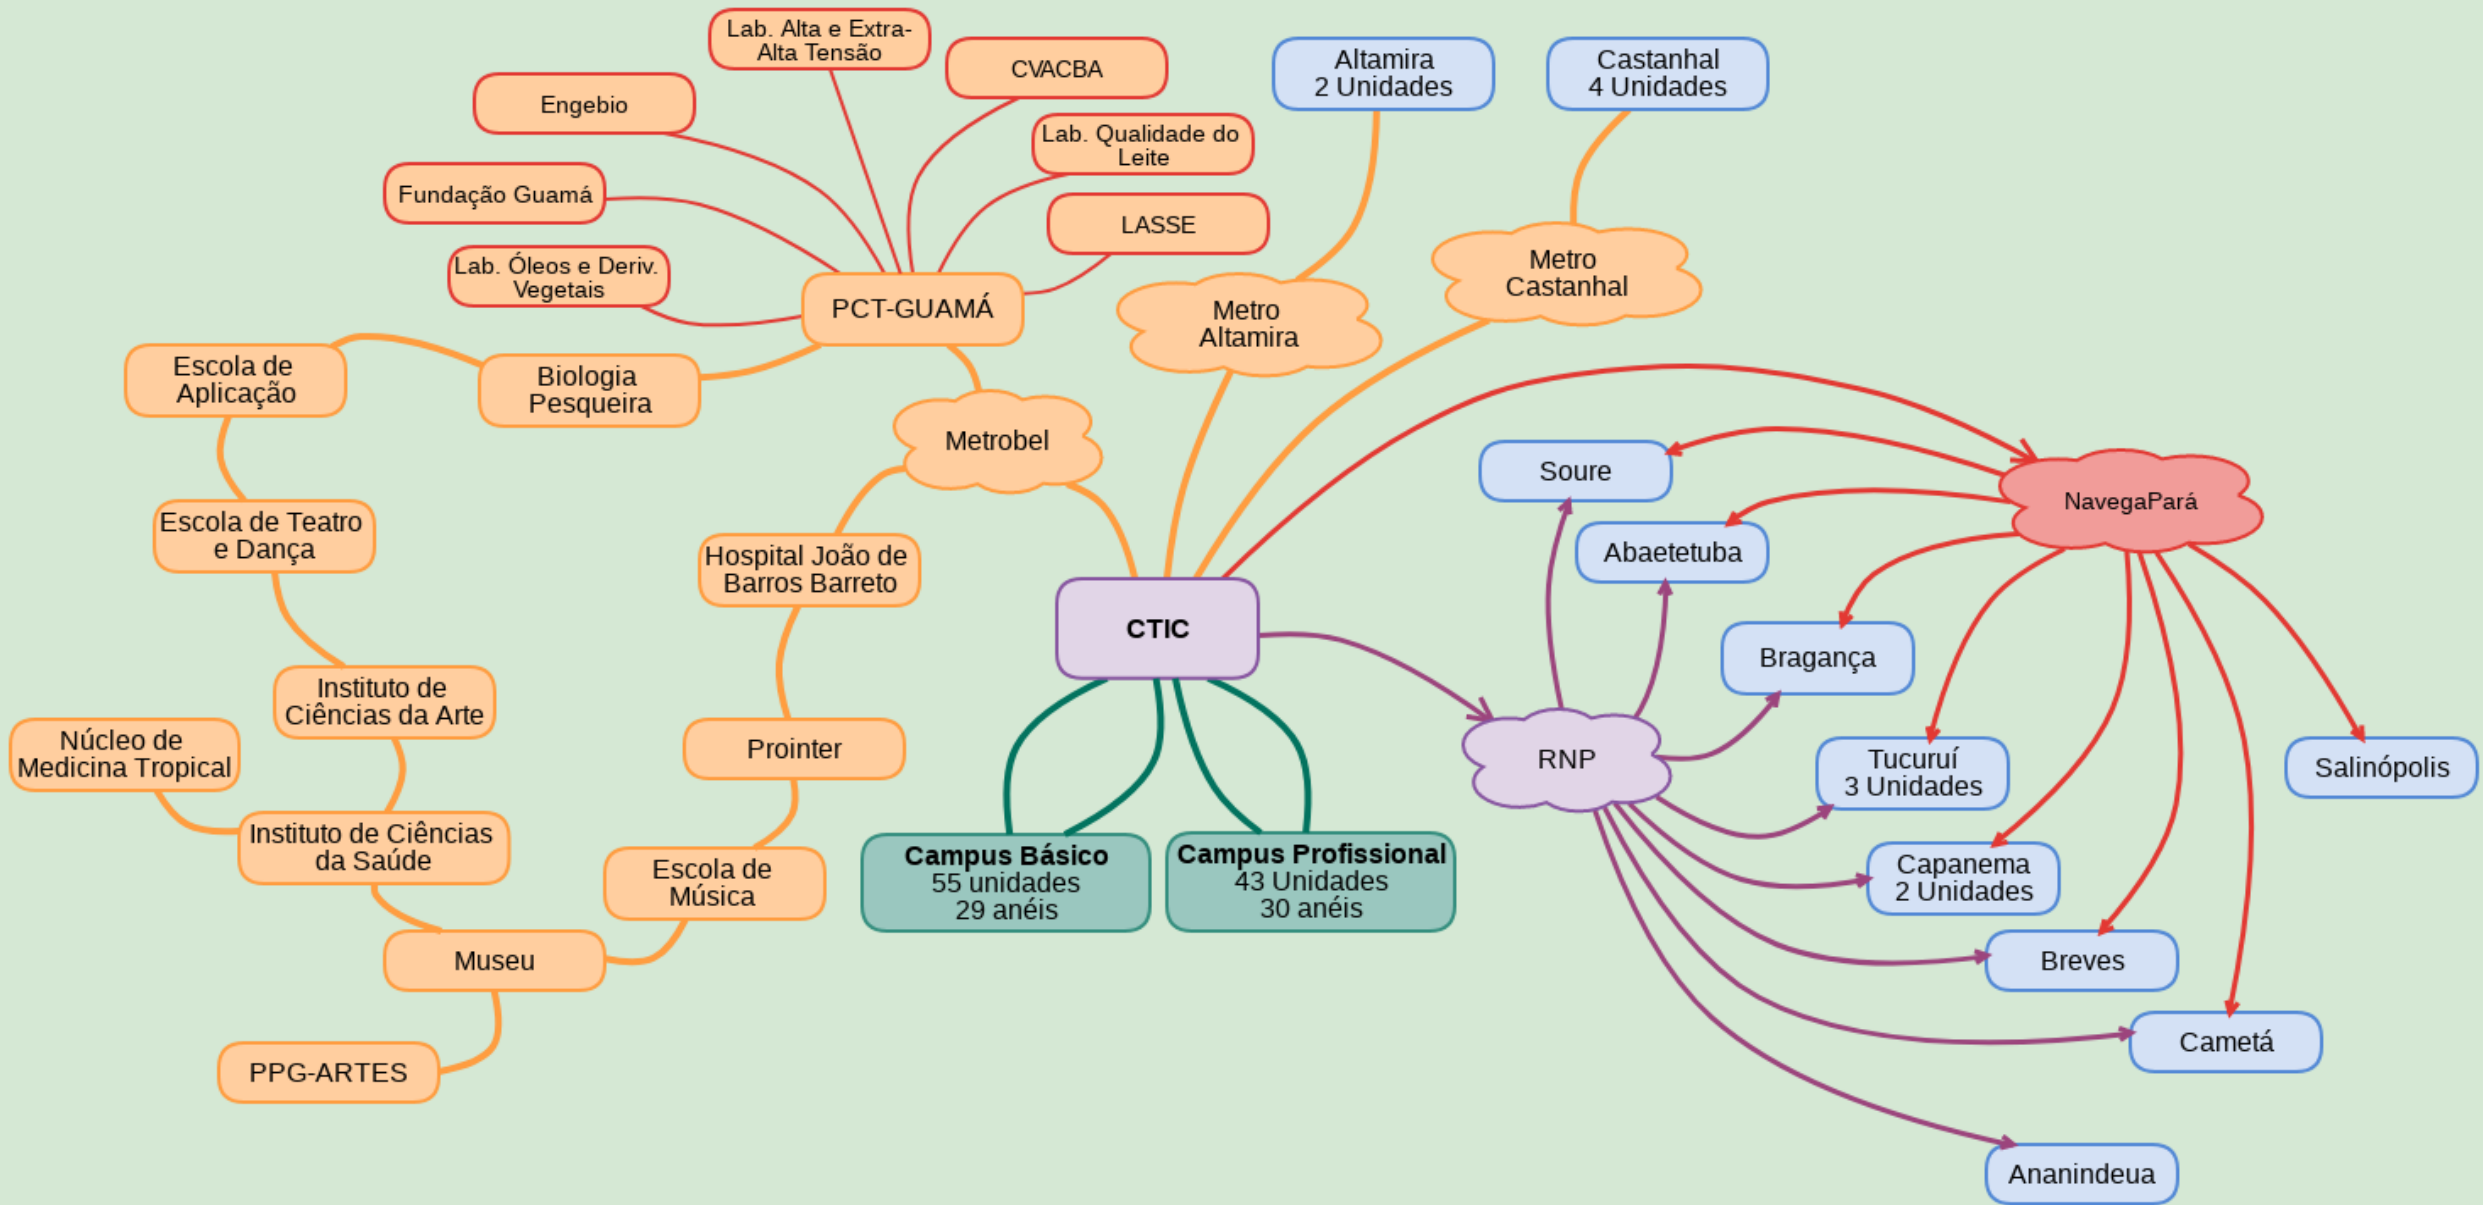 Lab. Alta e Extra-
Alta Tensão
CVACBA
Engebio
Lab. Qualidade do
Leite
Fundação Guamá
LASSE
Lab. Óleos e Deriv.
Vegetais
PCT-GUAMÁ
Altamira
2 Unidades
Castanhal
4 Unidades
Metro
Altamira
Metro
Castanhal
Escola de
Aplicação
Biologia
Pesqueira
Metrobel
Escola de Teatro
e Dança
Hospital João de
Barros Barreto
Instituto de
Ciências da Arte
Núcleo de
Medicina Tropical
Prointer
Instituto de Ciências
da Saúde
Escola de
Música
Museu
PPG-ARTES
CTIC
Campus Básico
55 unidades
29 anéis
Campus Profissional
43 Unidades
30 anéis
RNP
NavegaPará
Soure
Abaetetuba
Bragança
Tucuruí
3 Unidades
Salinópolis
Capanema
2 Unidades
Breves
Cametá
Ananindeua